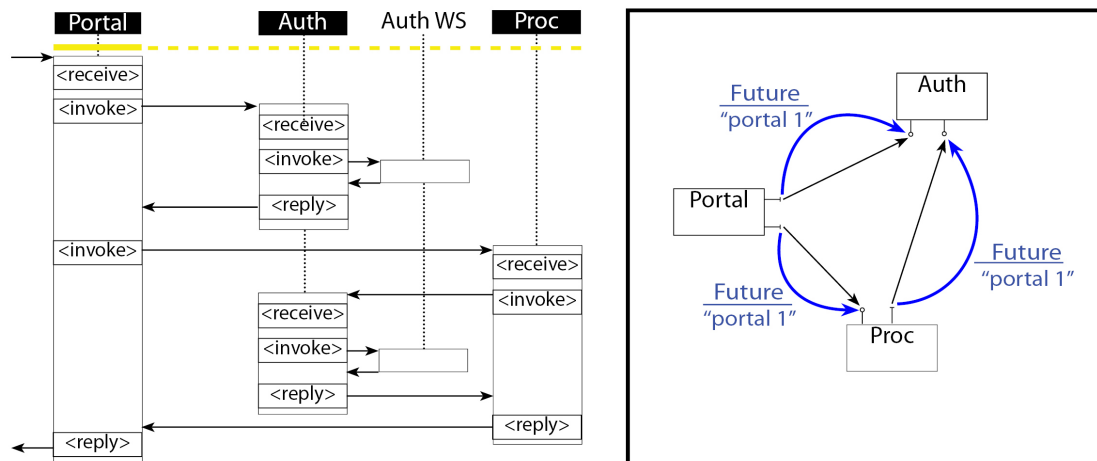 Portal Auth Auth WS Proc
<receive>
<invoke>
<receive>
<invoke>
<reply>
<invoke>
<receive>
<invoke>
<receive>
<invoke>
<reply>
<reply>
<reply>
Auth
Future
“portal 1”
Portal
Future
“portal 1”
Future
“portal 1”
Proc